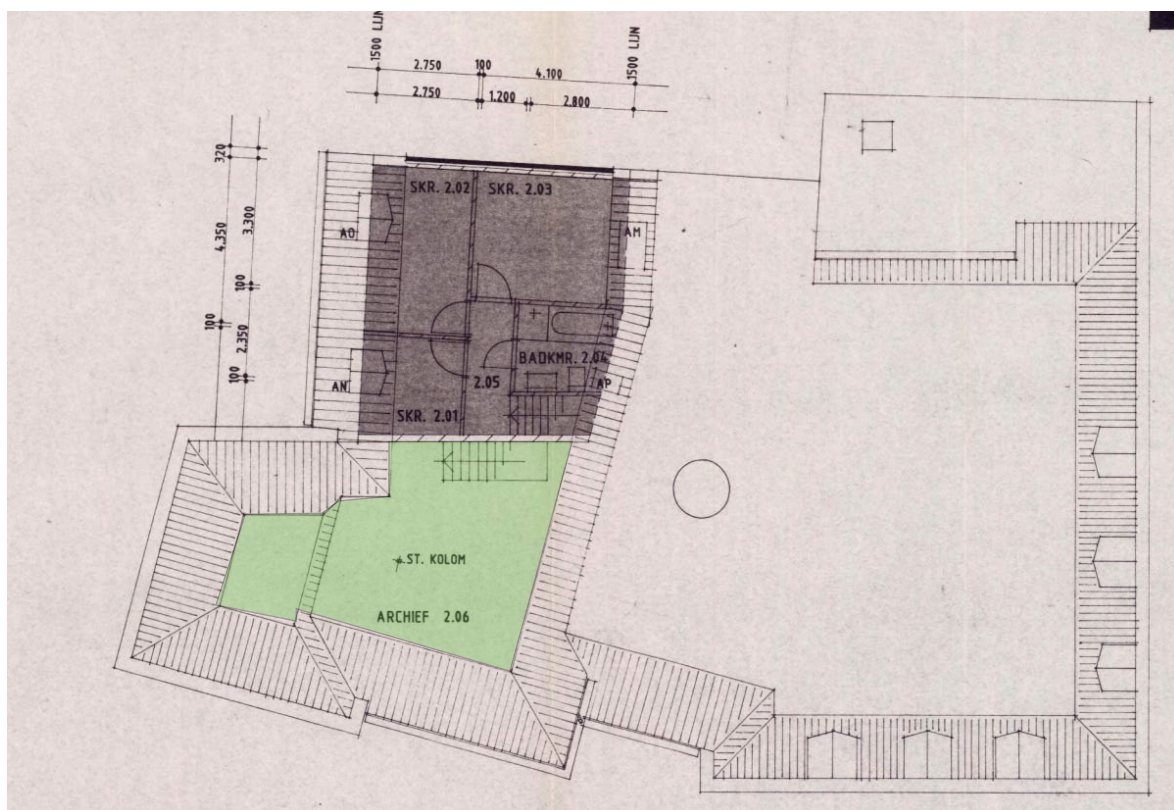 1500 LIJN
1500 LIJN
2.750 100 4.100
2.750 1.200 2.800
320
4.350
3.300
100
100
2.350
100
SKR. 2.02
SKR. 2.03
AO
AM
BADKMR. 2.04
2.05
AN
AP
SKR. 2.01
ST. KOLOM
ARCHIEF 2.06